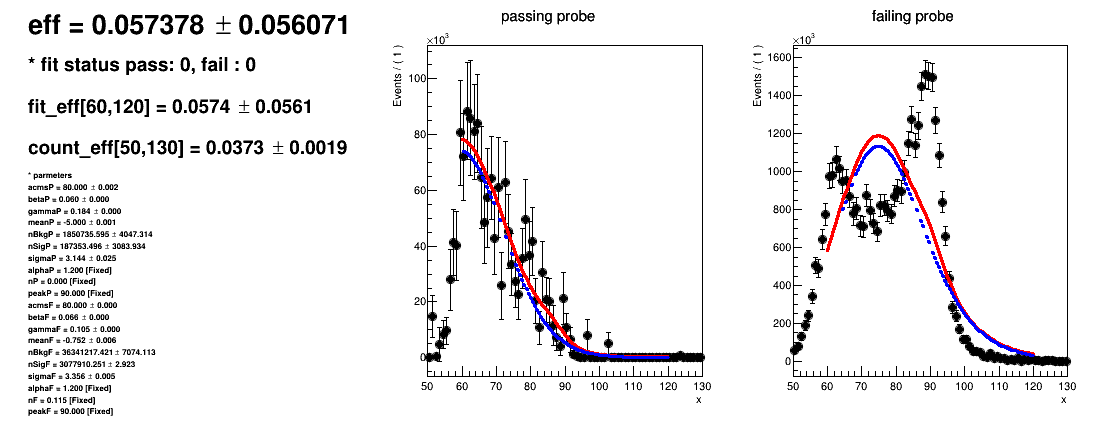 eff = 0.057378 ± 0.056071
* fit status pass: 0, fail : 0
fit_eff[60,120] = 0.0574 ± 0.0561
count_eff[50,130] = 0.0373 ± 0.0019
* parmeters
acmsP = 80.000 ± 0.002
betaP = 0.060 ± 0.000
gammaP = 0.184 ± 0.000
meanP = -5.000 ± 0.001
nBkgP = 1850735.595 ± 4047.314
nSigP = 187353.496 ± 3083.934
sigmaP = 3.144 ± 0.025
alphaP = 1.200 [Fixed]
nP = 0.000 [Fixed]
peakP = 90.000 [Fixed]
acmsF = 80.000 ± 0.000
betaF = 0.066 ± 0.000
gammaF = 0.105 ± 0.000
meanF = -0.752 ± 0.006
nBkgF = 36341217.421 ± 7074.113
nSigF = 3077910.251 ± 2.923
sigmaF = 3.356 ± 0.005
alphaF = 1.200 [Fixed]
nF = 0.115 [Fixed]
peakF = 90.000 [Fixed]
passing probe
×10³
Events / ( 1 )
100
80
60
40
20
0
50 60 70 80 90 100 110 120 130
x
failing probe
×10³
Events / ( 1 )
1600
1400
1200
1000
800
600
400
200
0
50 60 70 80 90 100 110 120 130
x